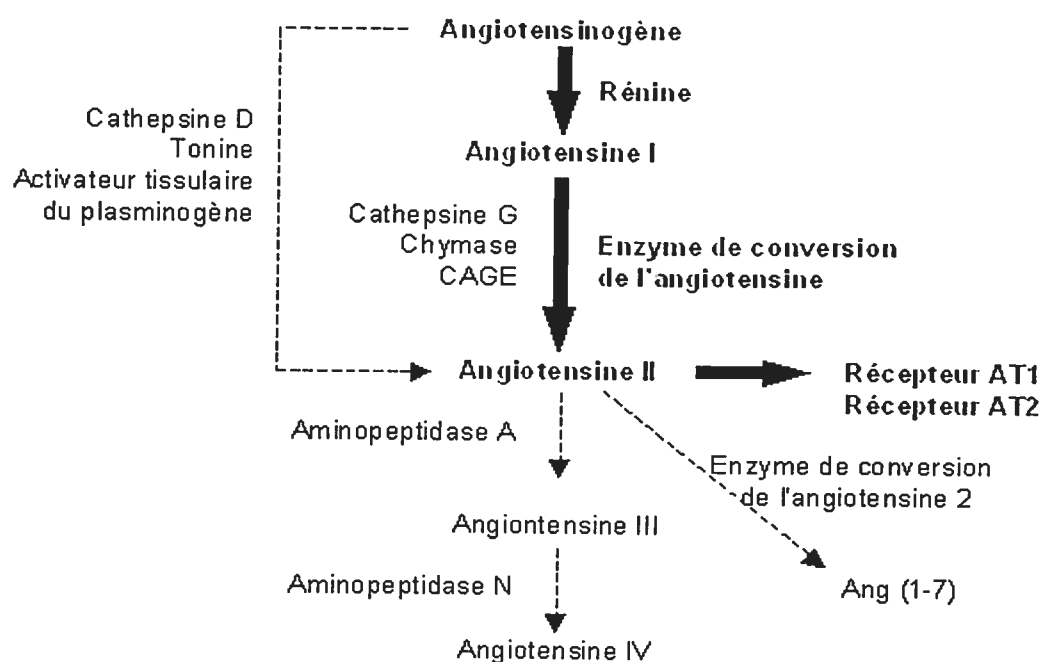 Angiotensinogène
Rénine
Cathepsine D
Tonine
Activateur tissulaire
du plasminogène
Angiotensine I
Cathepsine G
Chymase
CAGE
Enzyme de conversion
de l'angiotensine
Angiotensine II
Récepteur AT1
Récepteur AT2
Aminopeptidase A
Enzyme de conversion
de l'angiotensine 2
Angiontensine III
Aminopeptidase N
Ang (1-7)
Angiotensine IV